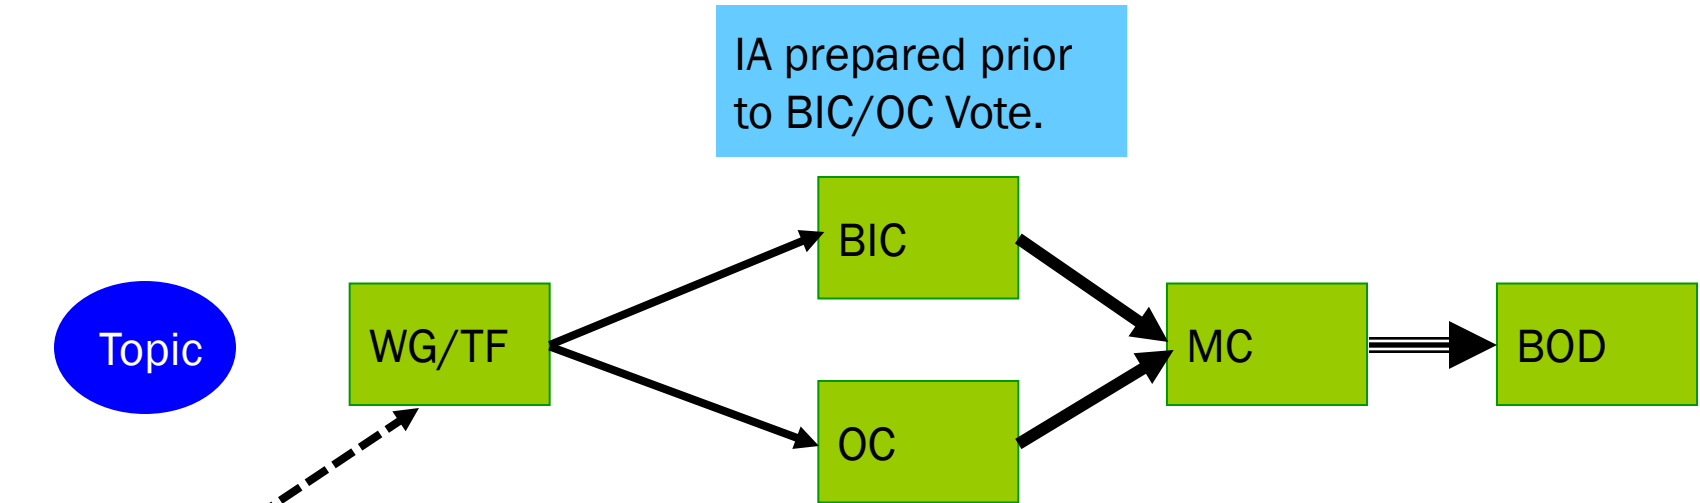 IA prepared prior
to BIC/OC Vote.
BIC
Topic
WG/TF
MC
BOD
OC